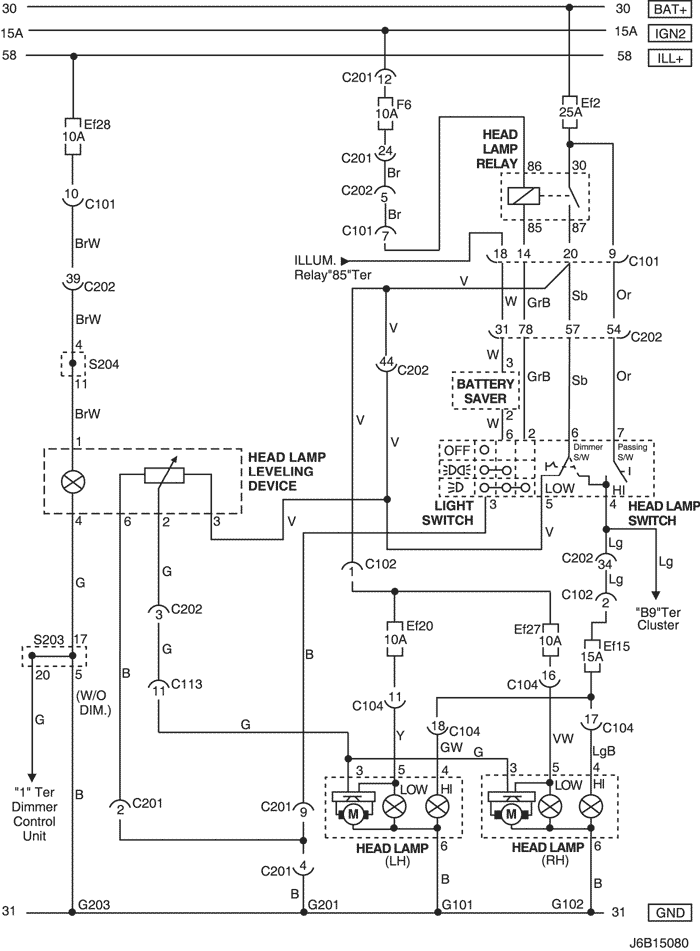 30 30 BAT+
15A 15A IGN2
58 58 ILL+
C201 12
Ef28 10A
F6 10A
Ef2 25A
24 C201
Br
HEAD LAMP RELAY
86 30
10 C101
C202 5
Br
85 87
C101 7
BrW
ILLUM. Relay"85"Ter
18 14 20 9 C101
V
39 C202
W GrB Sb Or
BrW
V
31 78 57 54 C202
4
S204
11
44 C202
W 3
GrB Sb Or
BATTERY SAVER
BrW
V V
W 2
1
6 2 6 7
HEAD LAMP LEVELING DEVICE
OFF
Dimmer S/W
Passing S/W
LOW HI
4 6 2 3
V
LIGHT SWITCH
3 5 4
HEAD LAMP SWITCH
V
Lg
C102 1
C202 34
Lg
G G
Lg
C102 2
3 C202
"B9"Ter Cluster
Ef20 10A
Ef27 10A
Ef15 15A
S203 17
G
20 5
B B
(W/O DIM.)
11 C113
C104 16
11 C104
18 C104
17 C104
G
G
Y GW G VW LgB
3 5 4
3 5 4
LOW HI
LOW HI
"1" Ter Dimmer Control Unit
B
2 C201
C201 9
M
M
HEAD LAMP (LH)
6
HEAD LAMP (RH)
6
C201 4
B
B
B
31 G203 G201 G101 G102 31 GND
J6B15080